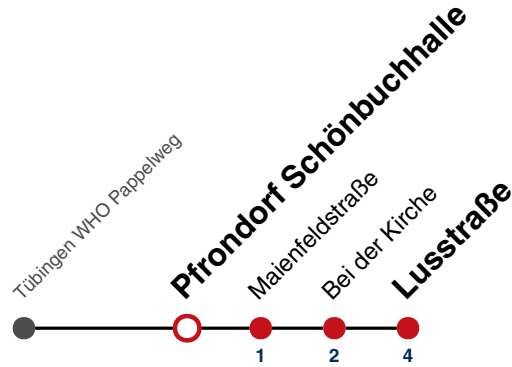 Tübingen WHO Pappelweg
Pfrondorf Schönbuchhalle
Maienfeldstraße
Bei der Kirche
Lusstraße
1
2
4